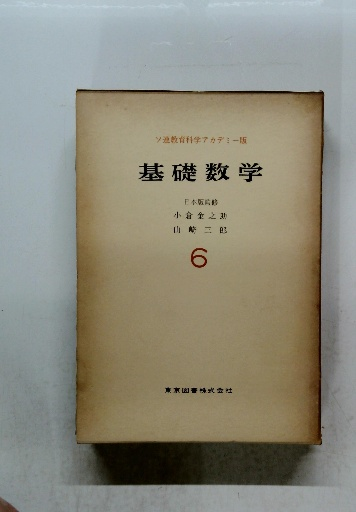 ソ連教育科学アカデミー版
基礎数学
日本版監修
小倉金之助
山崎三郎
6
東京図書株式会社